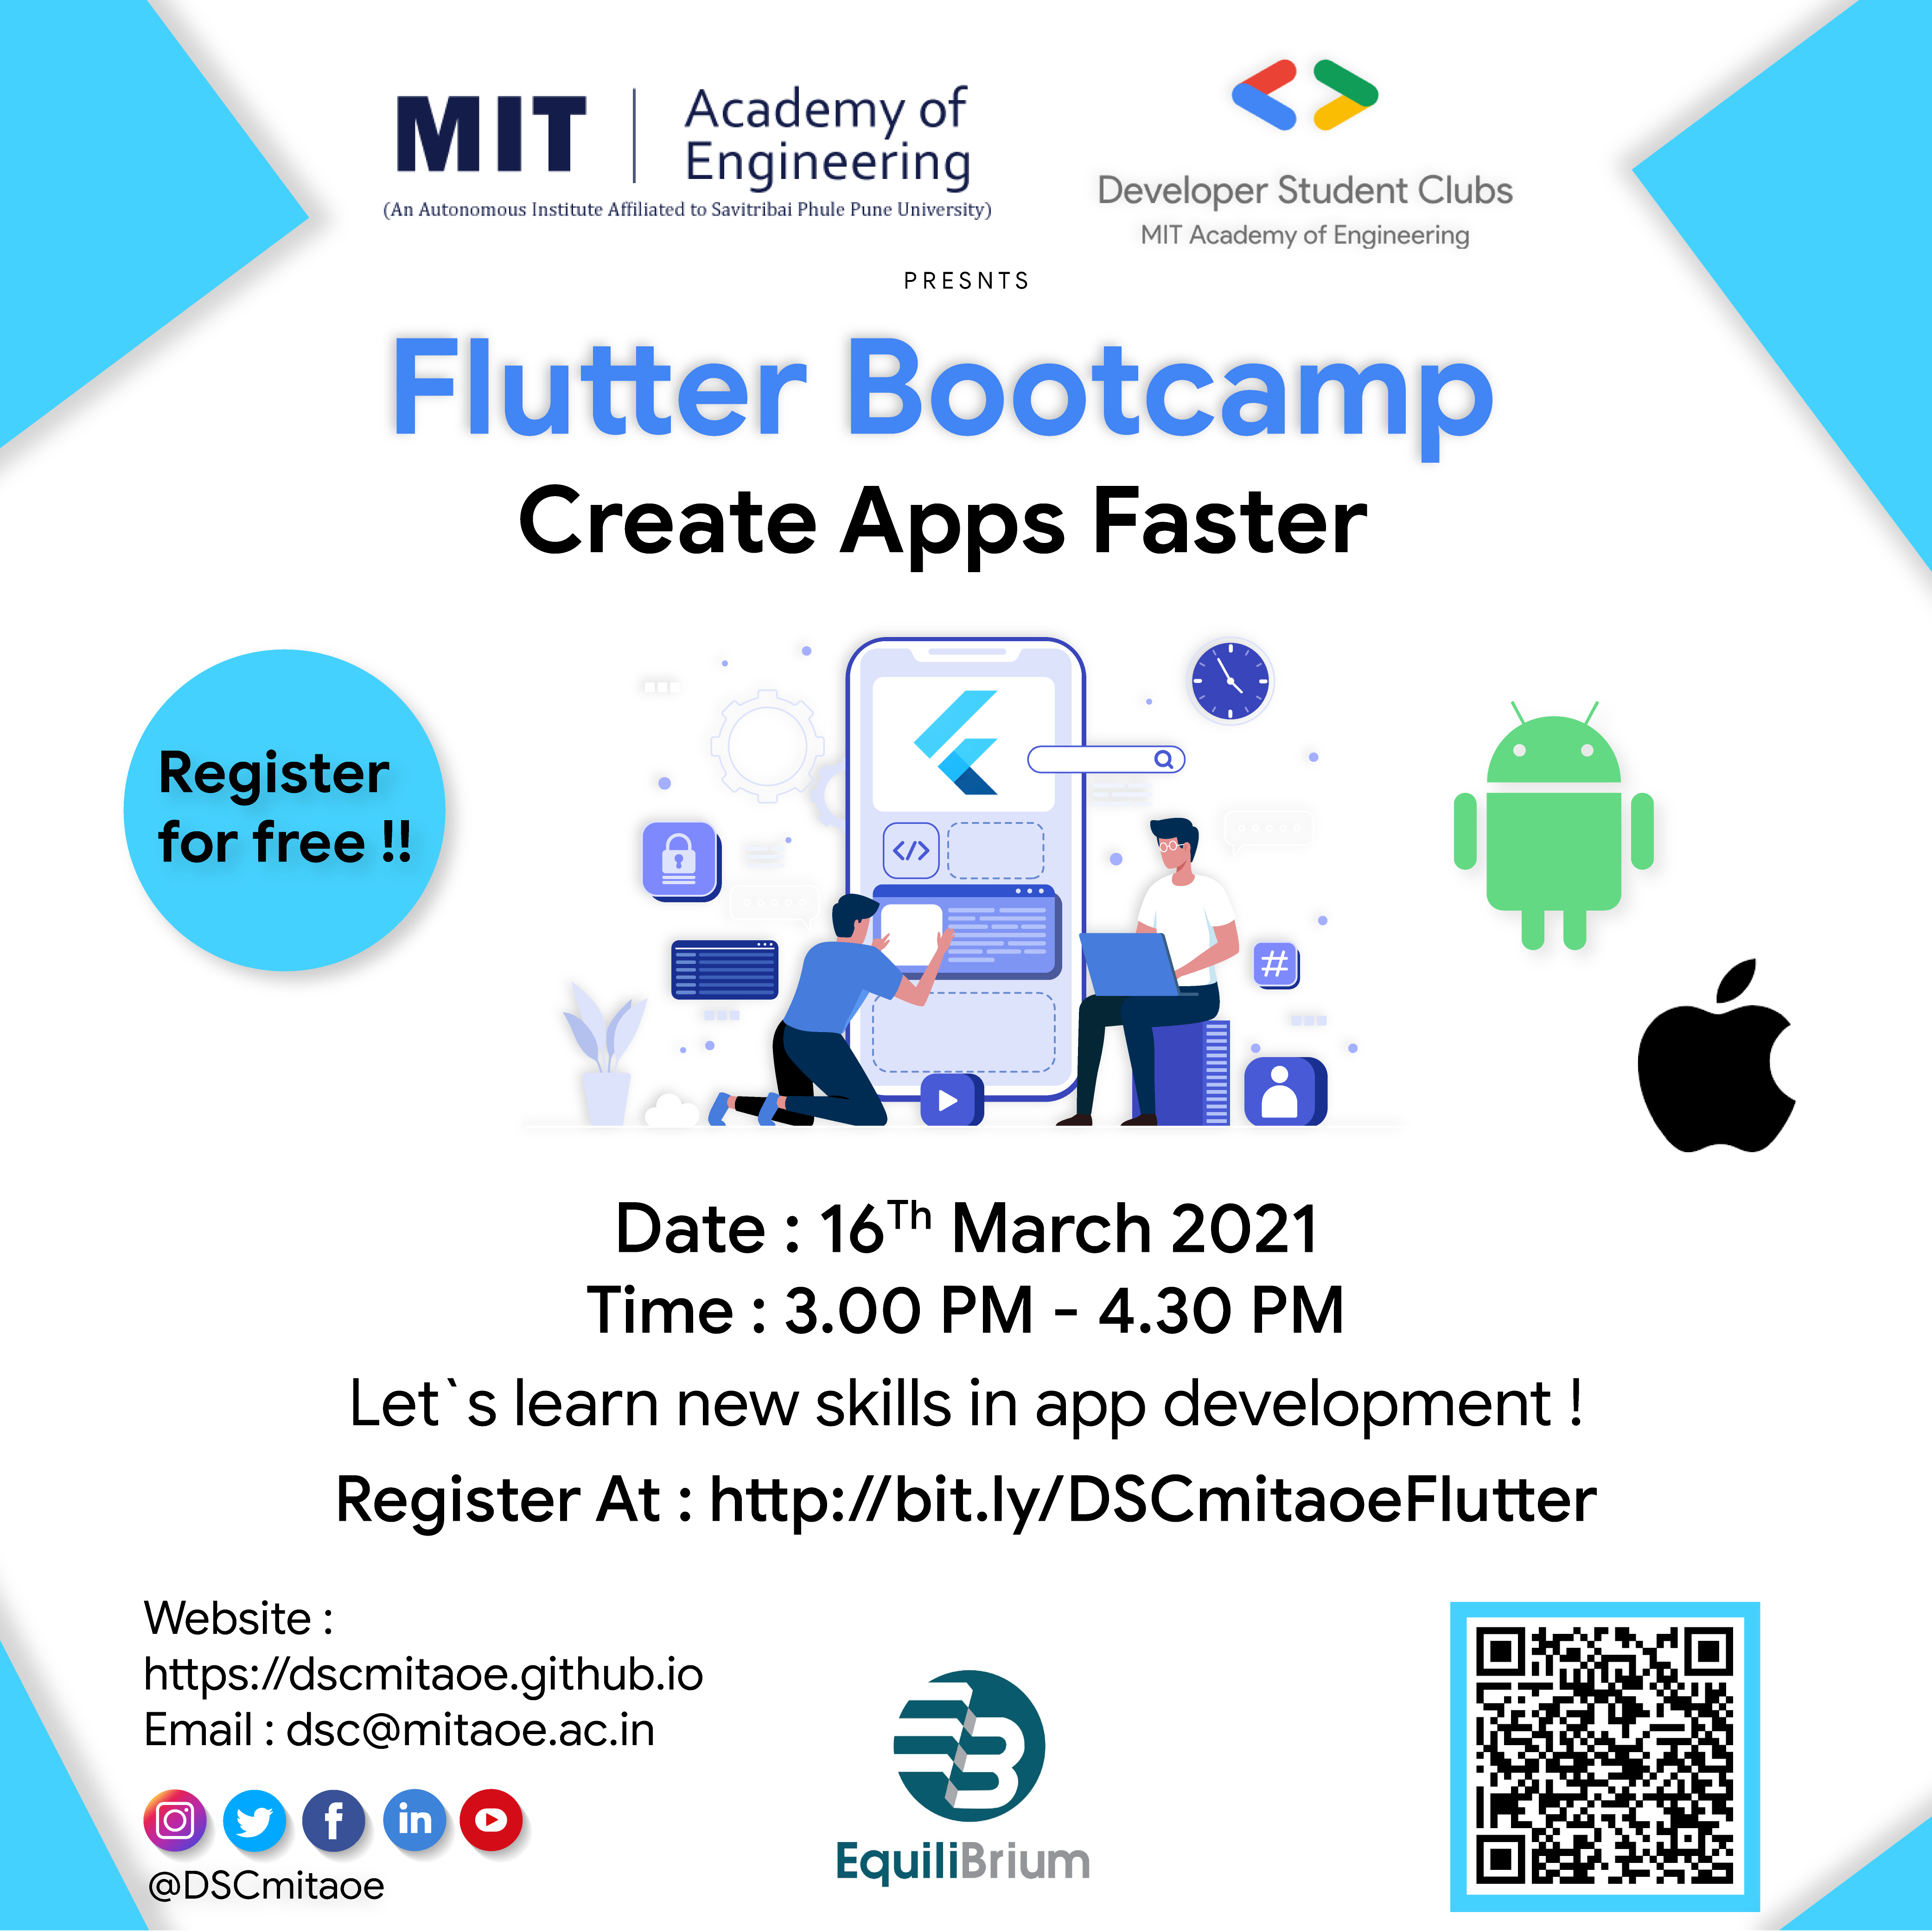 MIT
Academy of
Engineering
(An Autonomous Institute Affiliated to Savitribai Phule Pune University)
Developer Student Clubs
MIT Academy of Engineering
PRESNTS
Flutter Bootcamp
Create Apps Faster
Register
for free !!
</>
#
Date : 16Th March 2021
Time : 3.00 PM - 4.30 PM
Let`s learn new skills in app development !
Register At : http://bit.ly/DSCmitaoeFlutter
Website :
https://dscmitaoe.github.io
Email : dsc@mitaoe.ac.in
@DSCmitaoe
EquiliBrium